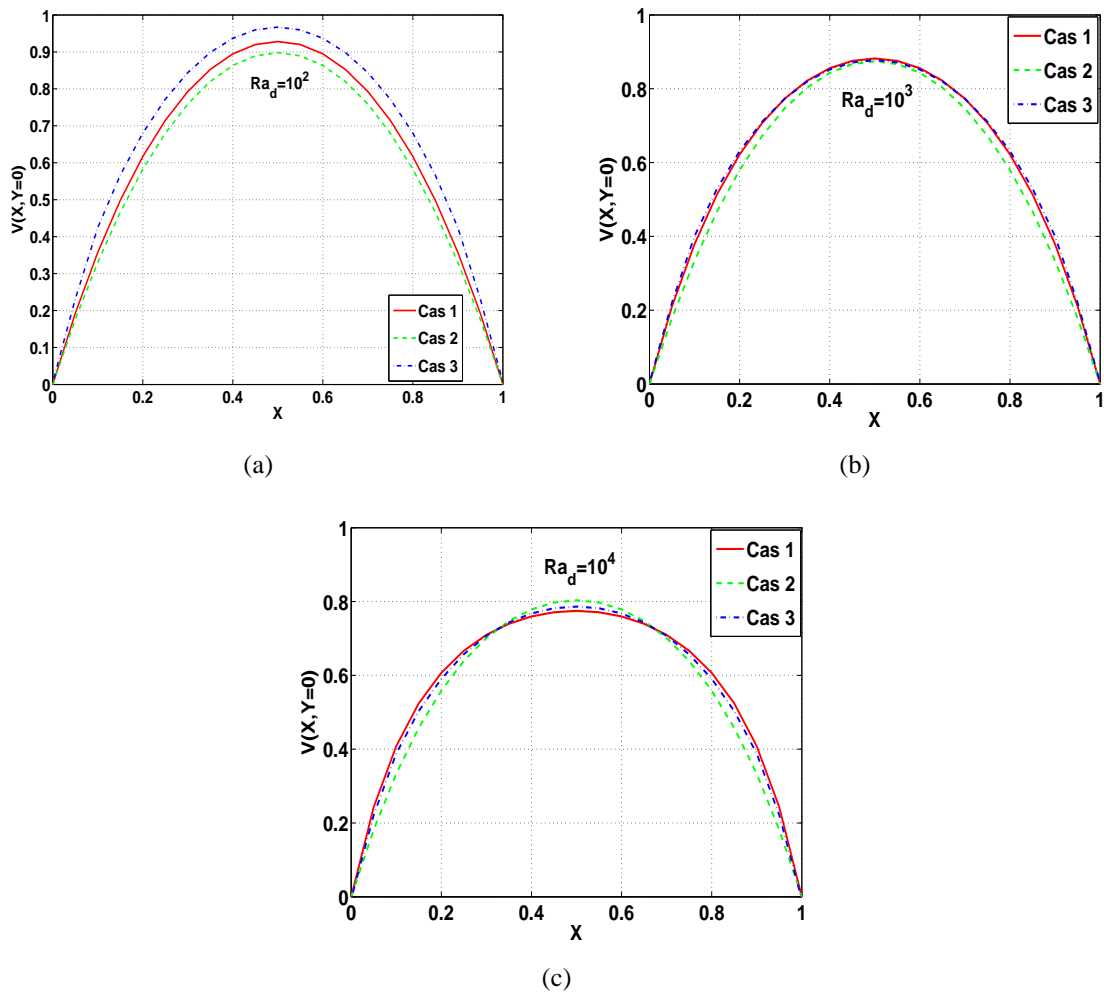 1
0.9
0.8
0.7
0.6
0.5
0.4
0.3
0.2
0.1
0
V(X,Y=0)
Ra_d=10^2
Cas 1
Cas 2
Cas 3
0 0.2 0.4 0.6 0.8 1
X
(a)
1
0.8
0.6
0.4
0.2
0
V(X,Y=0)
Ra_d=10^3
Cas 1
Cas 2
Cas 3
0 0.2 0.4 0.6 0.8 1
X
(b)
1
0.8
0.6
0.4
0.2
0
V(X,Y=0)
Ra_d=10^4
Cas 1
Cas 2
Cas 3
0 0.2 0.4 0.6 0.8 1
X
(c)